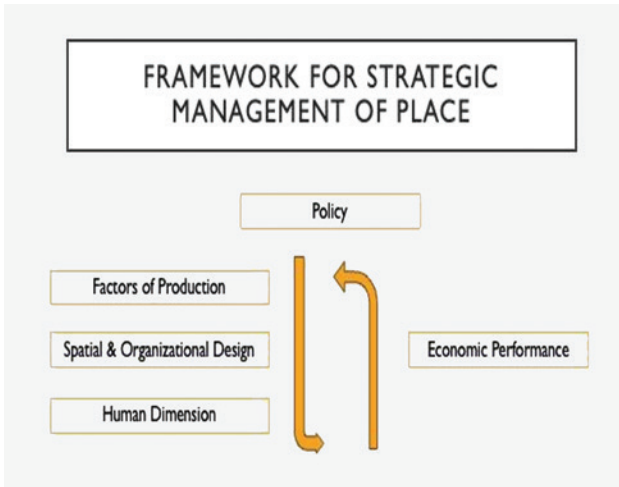 FRAMEWORK FOR STRATEGIC
MANAGEMENT OF PLACE
Policy
Factors of Production
Spatial & Organizational Design
Economic Performance
Human Dimension